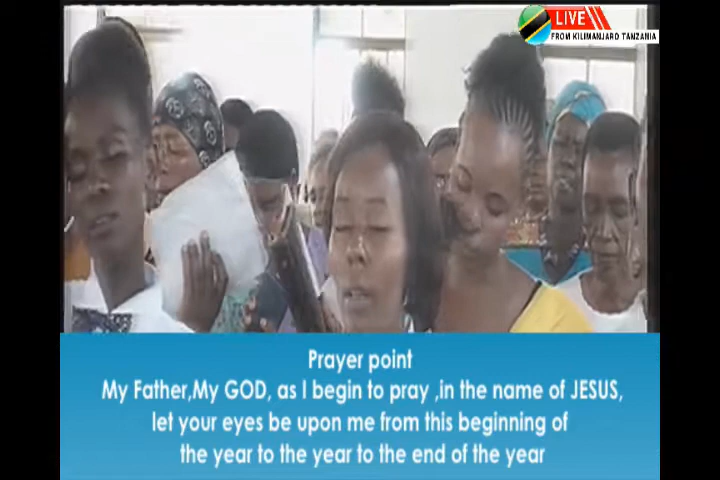 LIVE
FROM KILIMANJARO TANZANIA
Prayer point
My Father,My GOD, as I begin to pray ,in the name of JESUS,
let your eyes be upon me from this beginning of
the year to the year to the end of the year